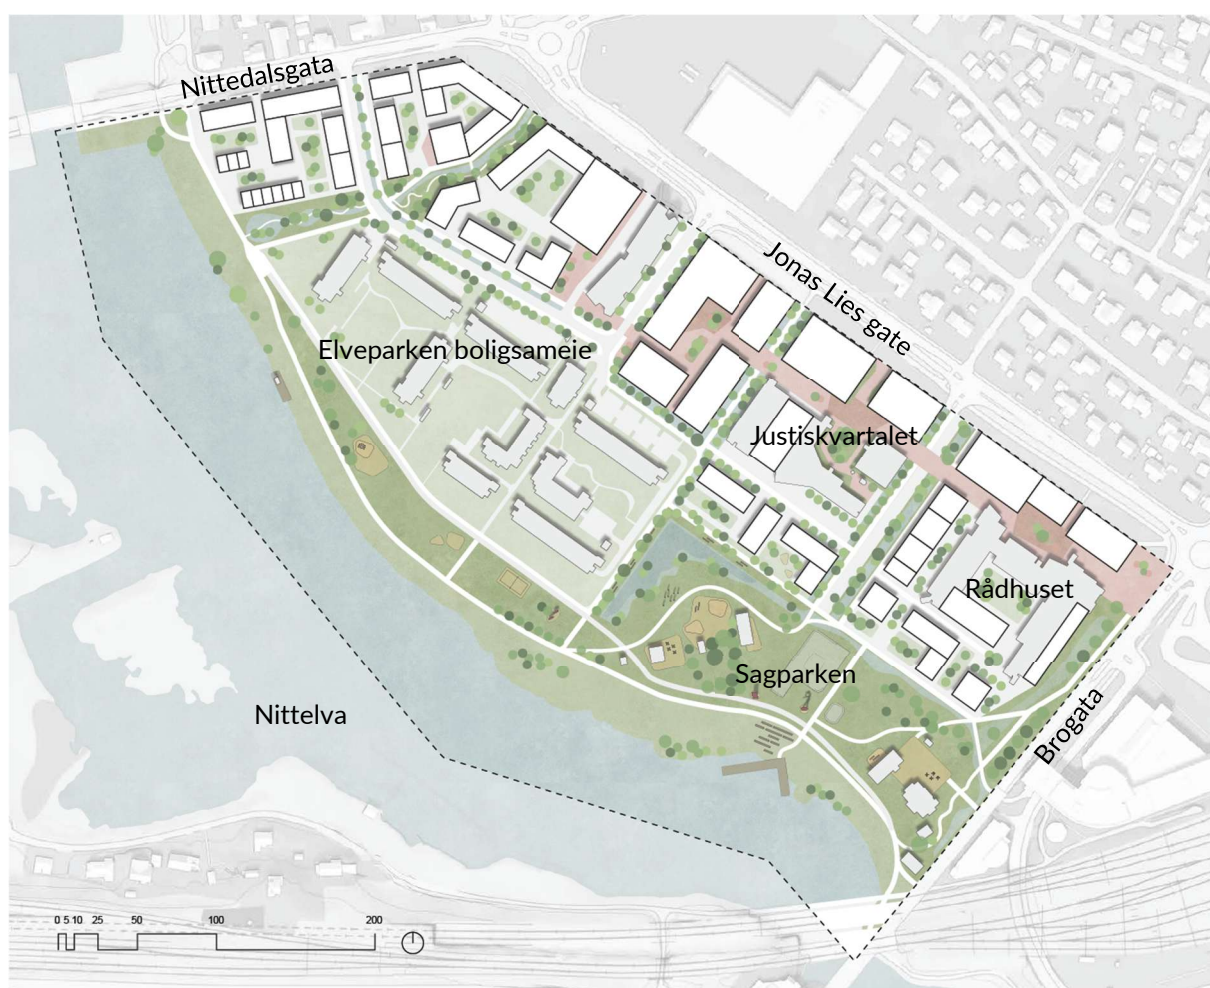 Nittedalsgata
Jonas Lies gate
Elveparken boligsameie
Justiskvartalet
Rådhuset
Sagparken
Nittelva
Brogata
0 5 10 25 50 100 200